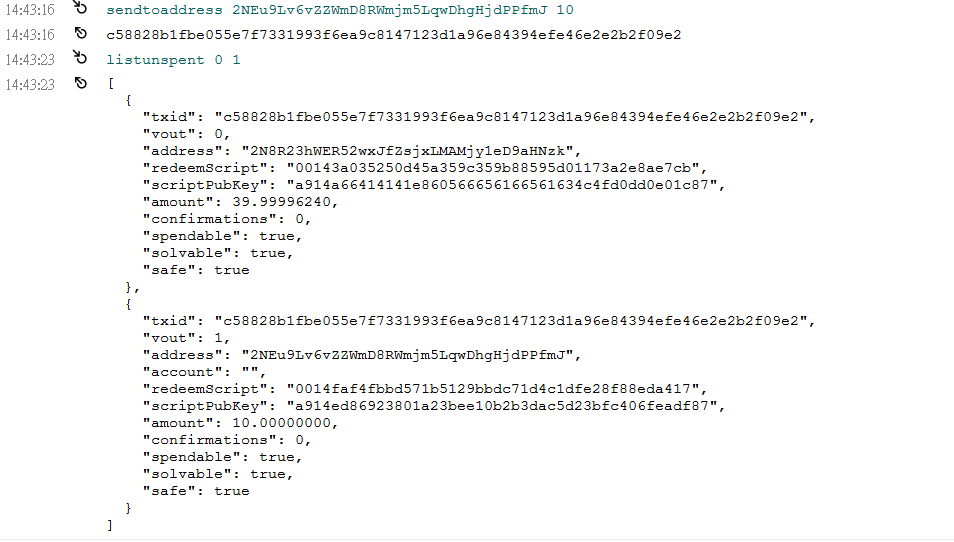 14:43:16 sendtoaddress 2NEu9Lv6vZZWmD8RWmjm5LqwDhgHjdPPfmJ 10
14:43:16 c58828b1fbe055e7f7331993f6ea9c8147123d1a96e84394efe46e2e2b2f09e2
14:43:23 listunspent 0 1
14:43:23 [
{
"txid": "c58828b1fbe055e7f7331993f6ea9c8147123d1a96e84394efe46e2e2b2f09e2",
"vout": 0,
"address": "2N8R23hWER52wxJfZsjxLMAMjy1eD9aHNzk",
"redeemScript": "00143a035250d45a359c359b88595d01173a2e8ae7cb",
"scriptPubKey": "a914a66414141e860566656166561634c4fd0dd0e01c87",
"amount": 39.99996240,
"confirmations": 0,
"spendable": true,
"solvable": true,
"safe": true
},
{
"txid": "c58828b1fbe055e7f7331993f6ea9c8147123d1a96e84394efe46e2e2b2f09e2",
"vout": 1,
"address": "2NEu9Lv6vZZWmD8RWmjm5LqwDhgHjdPPfmJ",
"account": "",
"redeemScript": "0014faf4fbbd571b5129bbdc71d4c1dfe28f88eda417",
"scriptPubKey": "a914ed86923801a23bee10b2b3dac5d23bfc406feadf87",
"amount": 10.00000000,
"confirmations": 0,
"spendable": true,
"solvable": true,
"safe": true
}
]